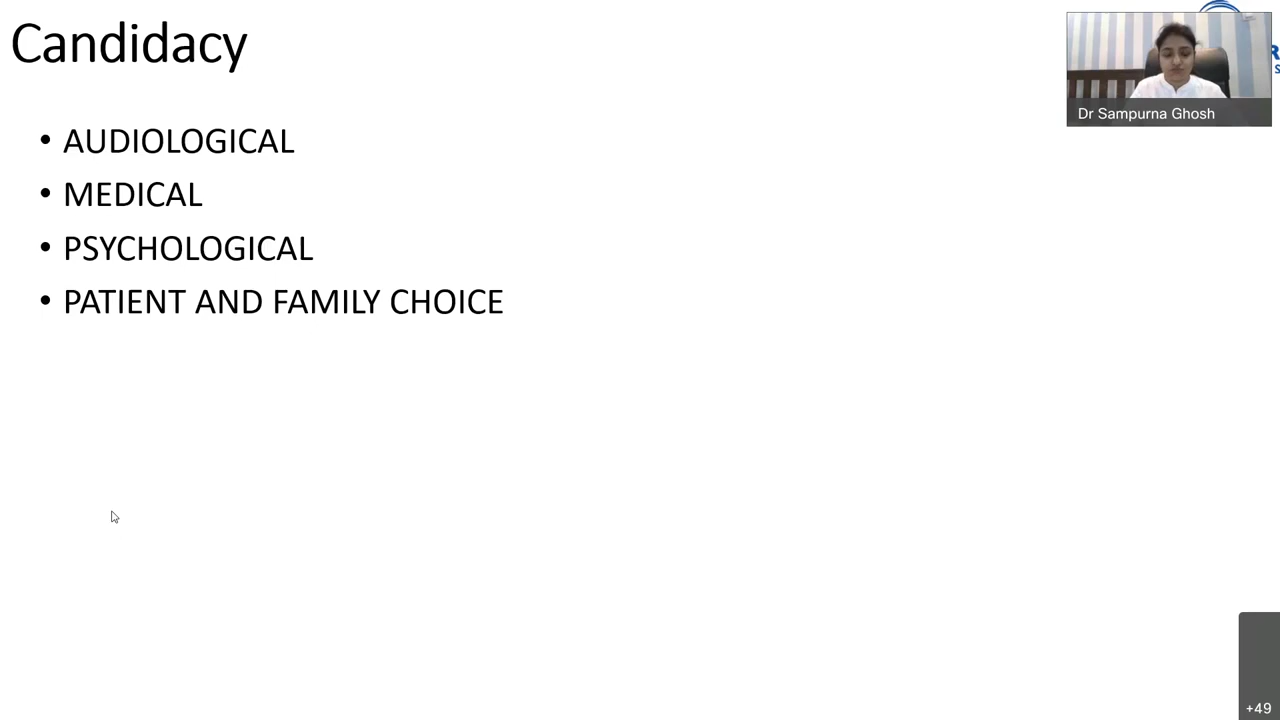 Candidacy
• AUDIOLOGICAL
• MEDICAL
• PSYCHOLOGICAL
• PATIENT AND FAMILY CHOICE
Dr Sampurna Ghosh
R
S
+49